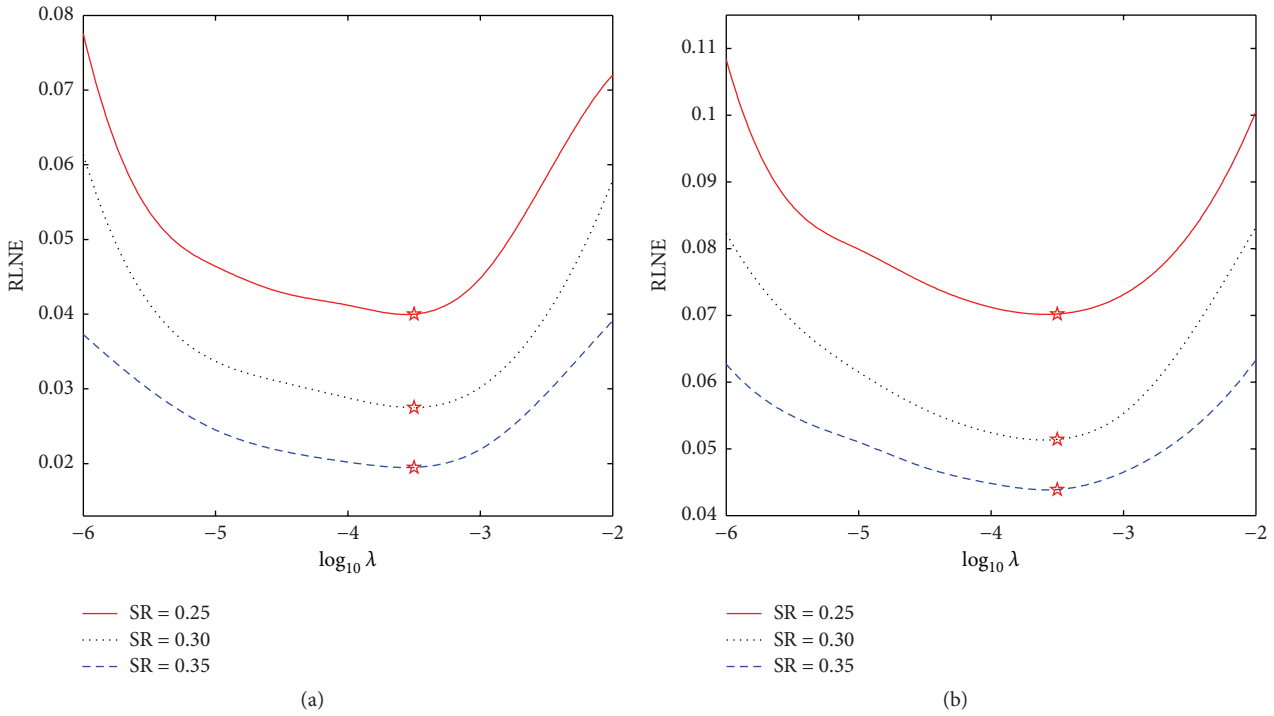 0.08
0.07
0.06
0.05
0.04
0.03
0.02
RLNE
−6
−5
−4
−3
−2
log₁₀ λ
SR = 0.25
SR = 0.30
SR = 0.35
(a)
0.11
0.1
0.09
0.08
0.07
0.06
0.05
0.04
RLNE
−6
−5
−4
−3
−2
log₁₀ λ
SR = 0.25
SR = 0.30
SR = 0.35
(b)